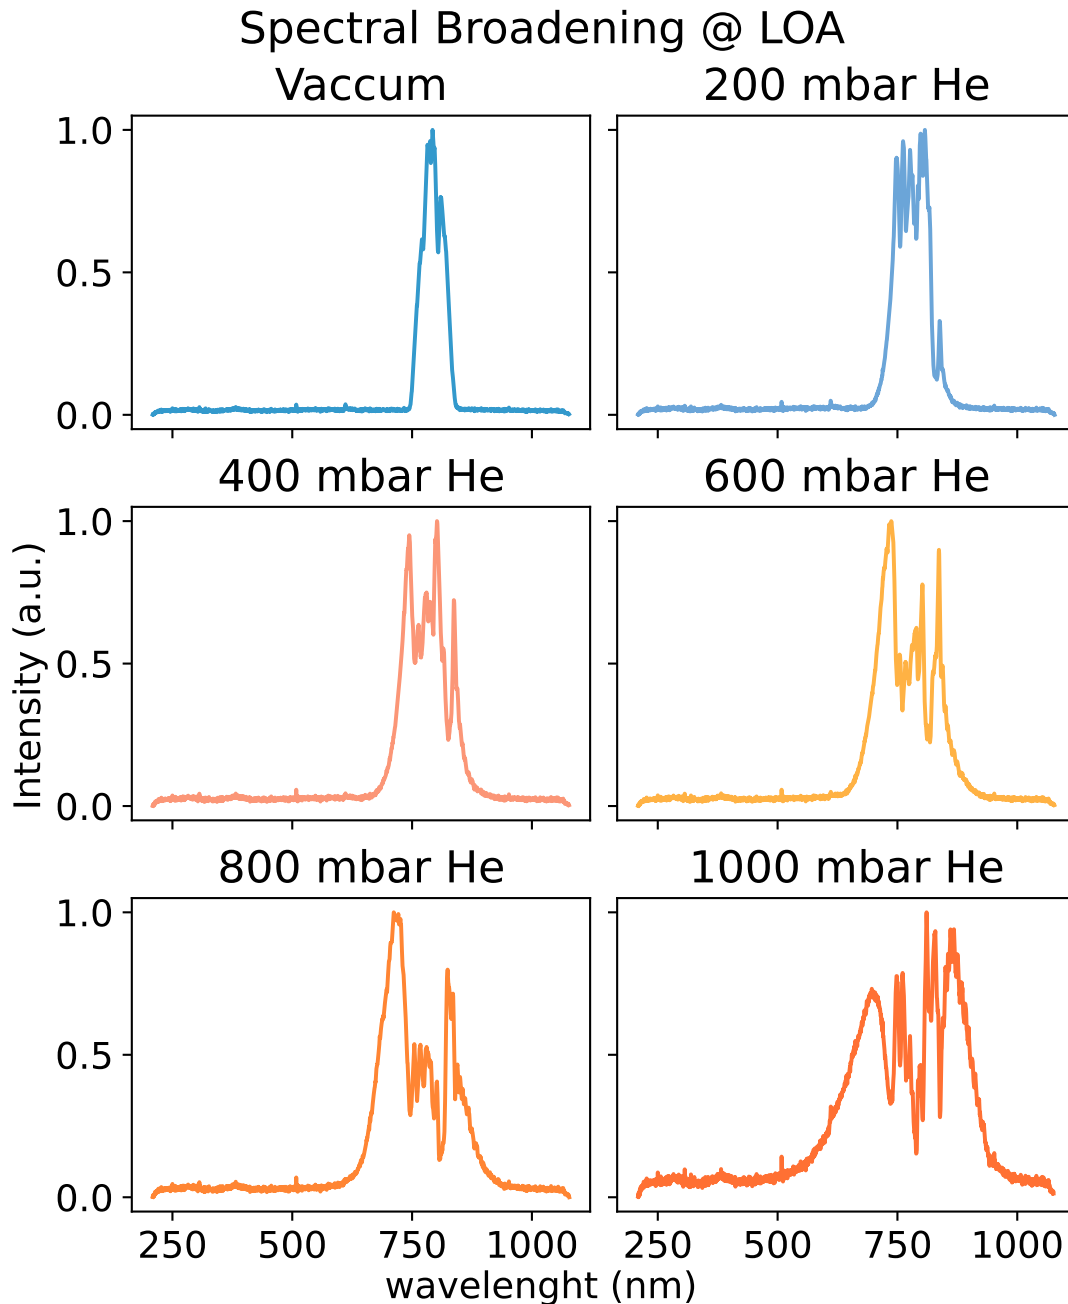 Spectral Broadening @ LOA
Vaccum
200 mbar He
1.0
0.5
0.0
400 mbar He
600 mbar He
1.0
0.5
0.0
Intensity (a.u.)
800 mbar He
1000 mbar He
1.0
0.5
0.0
250 500 750 1000
250 500 750 1000
wavelenght (nm)